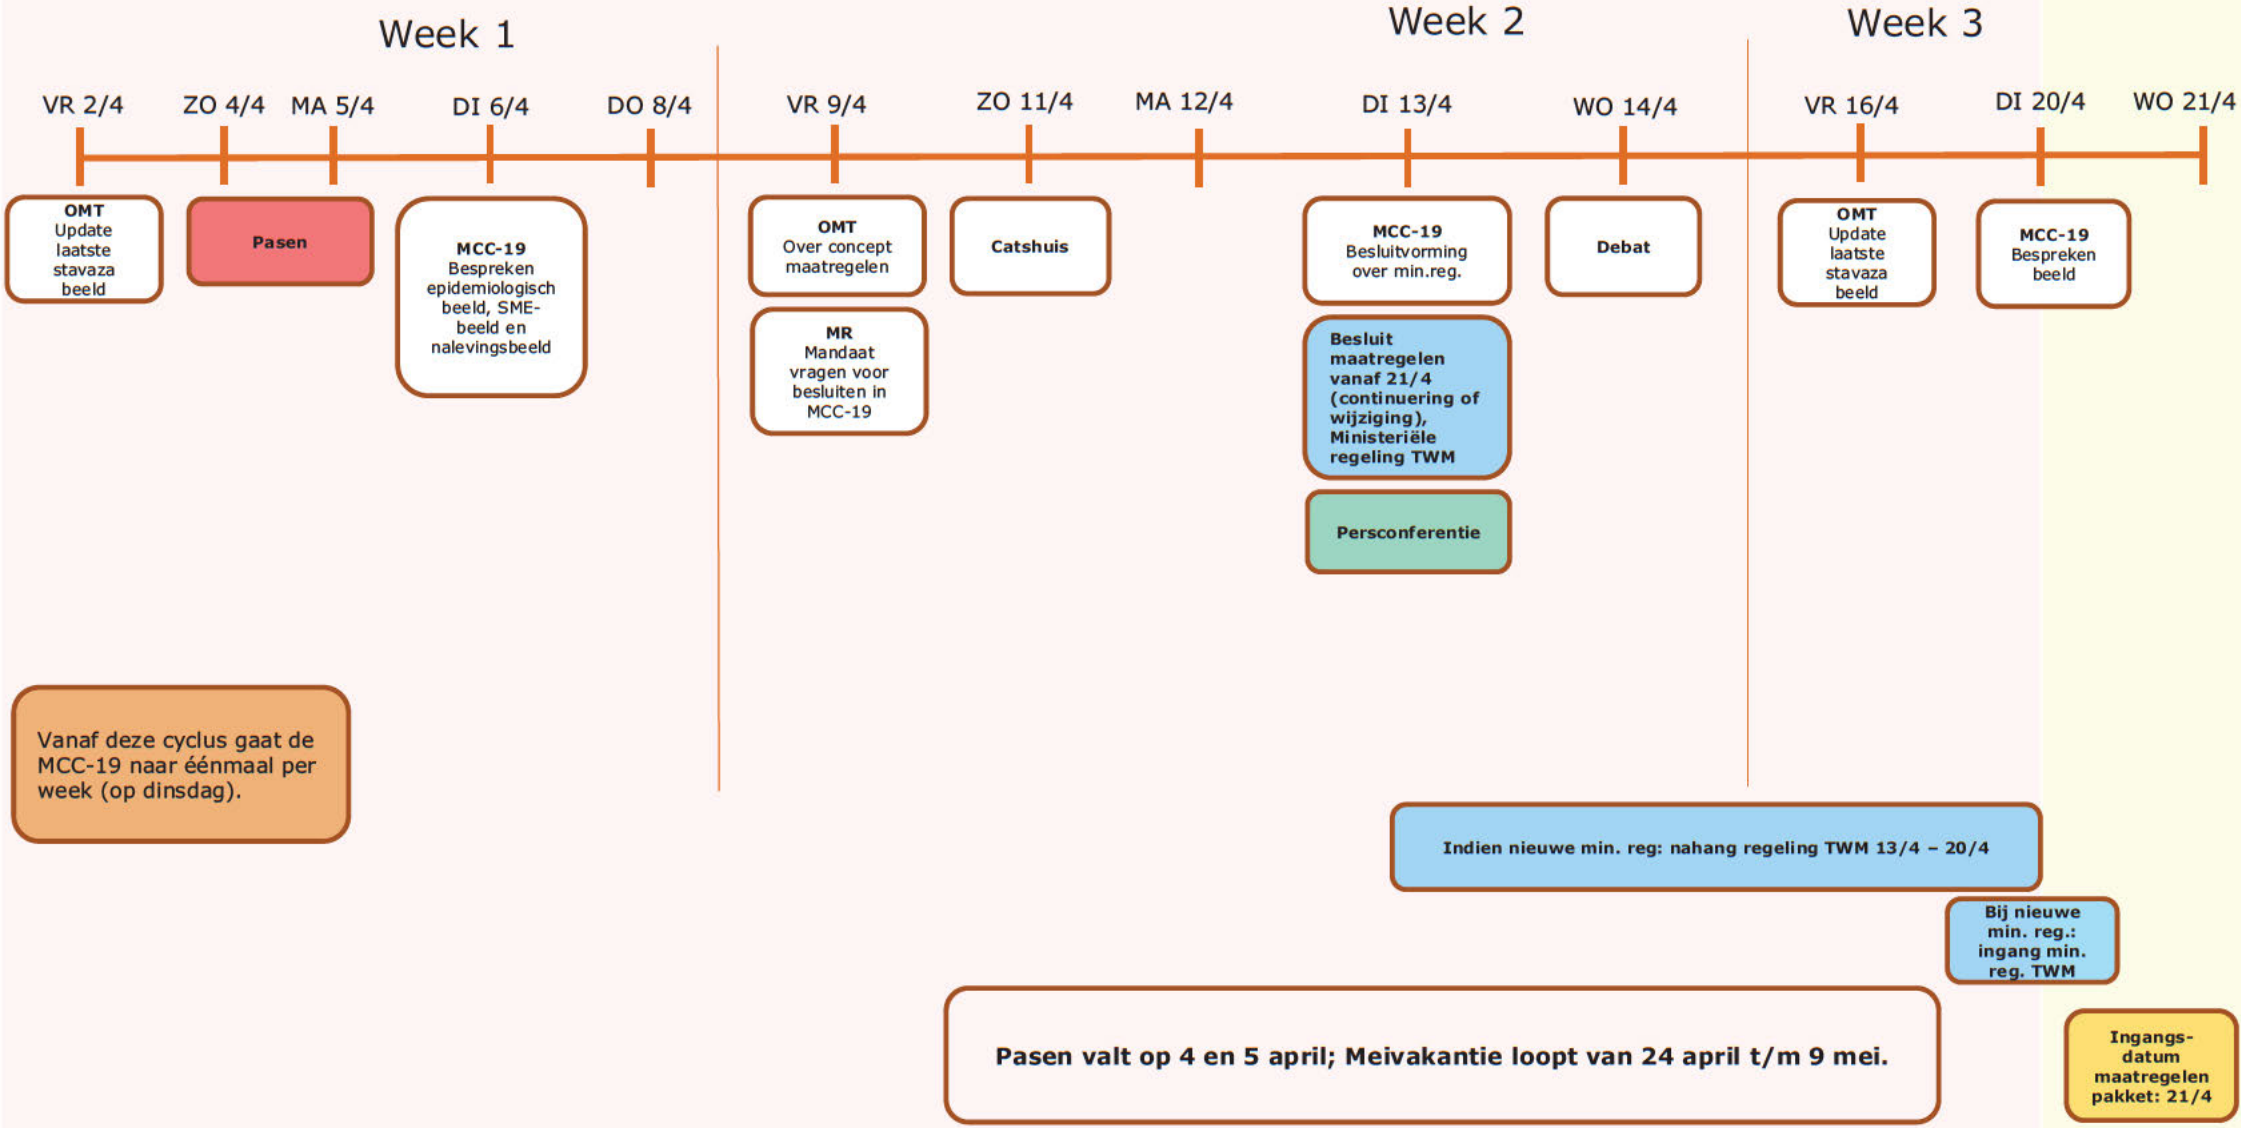 Week 1
Week 2
Week 3
VR 2/4
ZO 4/4
MA 5/4
DI 6/4
DO 8/4
VR 9/4
ZO 11/4
MA 12/4
DI 13/4
WO 14/4
VR 16/4
DI 20/4
WO 21/4
OMT
Update
laatste
stavaza
beeld
Pasen
MCC-19
Bespreken
epidemiologisch
beeld, SME-
beeld en
nalevingsbeeld
OMT
Over concept
maatregelen
MR
Mandaat
vragen voor
besluiten in
MCC-19
Catshuis
MCC-19
Besluitvorming
over min.reg.
Besluit
maatregelen
vanaf 21/4
(continuering of
wijziging),
Ministeriële
regeling TWM
Persconferentie
Debat
OMT
Update
laatste
stavaza
beeld
MCC-19
Bespreken
beeld
Vanaf deze cyclus gaat de
MCC-19 naar éénmaal per
week (op dinsdag).
Indien nieuwe min. reg: nahang regeling TWM 13/4 – 20/4
Bij nieuwe
min. reg.:
ingang min.
reg. TWM
Pasen valt op 4 en 5 april; Meivakantie loopt van 24 april t/m 9 mei.
Ingangs-
datum
maatregelen
pakket: 21/4